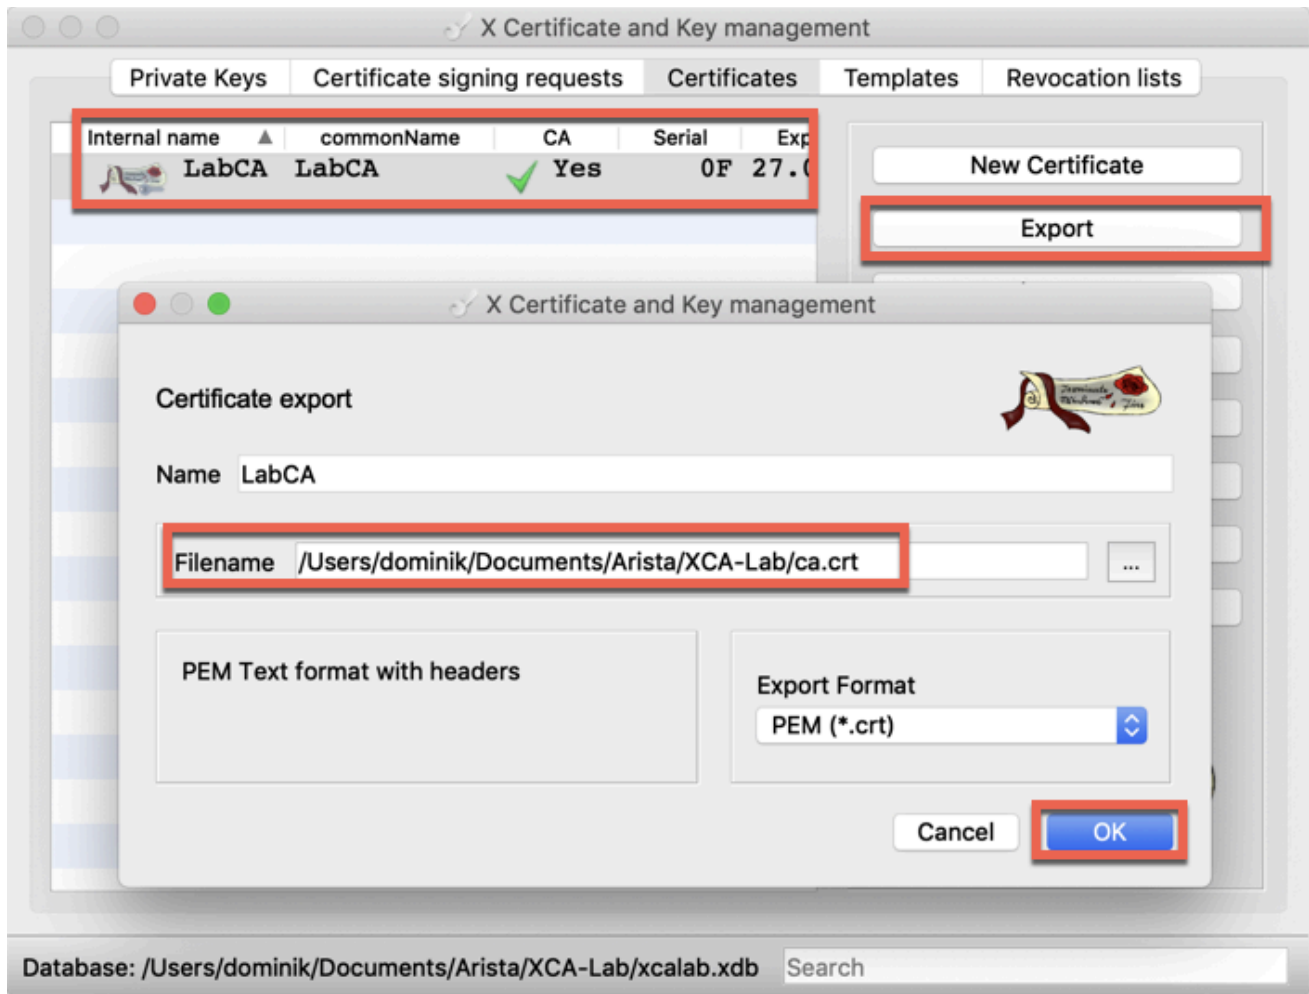 X Certificate and Key management
Private Keys Certificate signing requests Certificates Templates Revocation lists
Internal name commonName CA Serial Exp
LabCA LabCA Yes 0F 27.0
New Certificate
Export
X Certificate and Key management
Certificate export
Name LabCA
Filename /Users/dominik/Documents/Arista/XCA-Lab/ca.crt ...
PEM Text format with headers
Export Format
PEM (*.crt)
Cancel OK
Database: /Users/dominik/Documents/Arista/XCA-Lab/xcalab.xdb Search